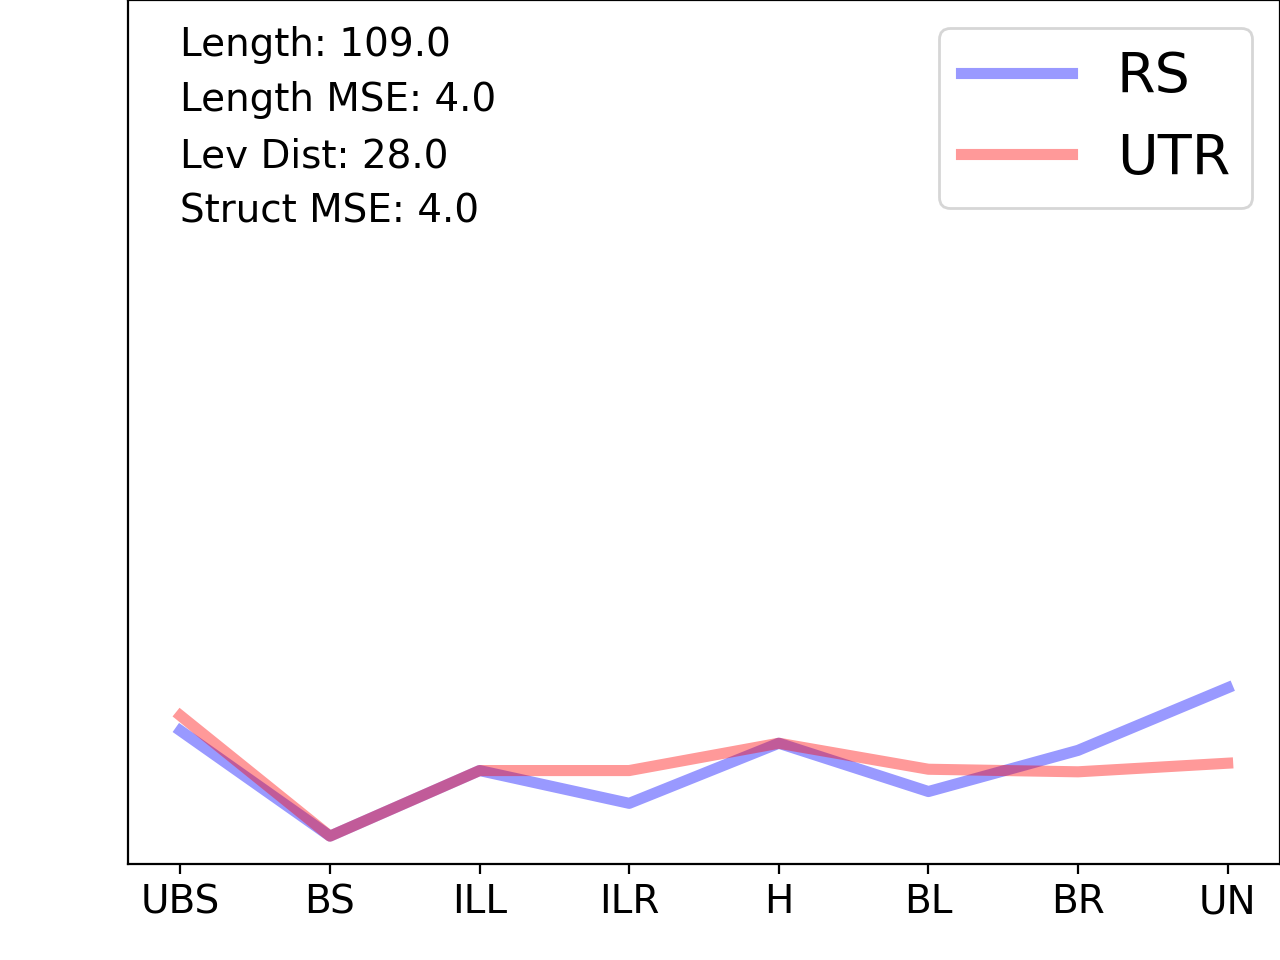 Length: 109.0
Length MSE: 4.0
Lev Dist: 28.0
Struct MSE: 4.0
RS
UTR
UBS BS ILL ILR H BL BR UN